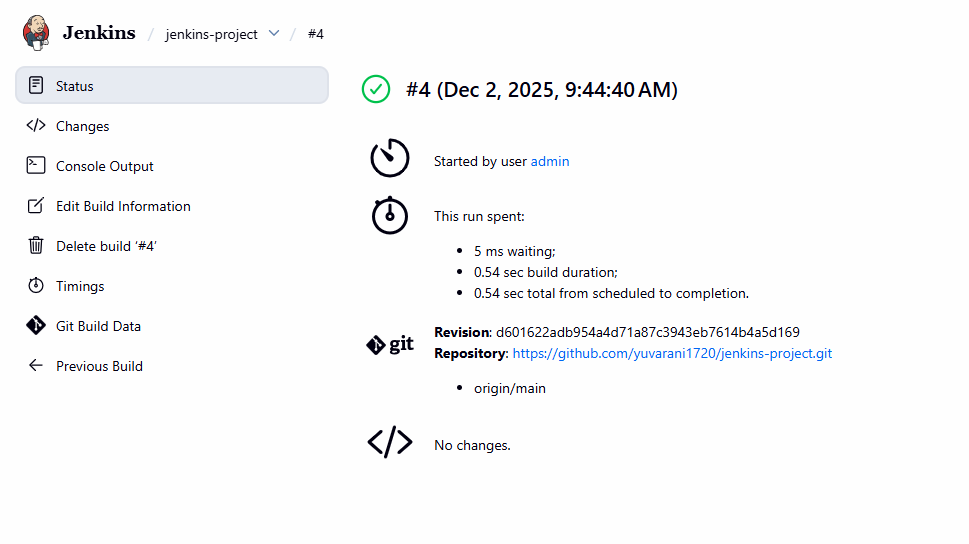 Jenkins / jenkins-project / #4
Status
Changes
Console Output
Edit Build Information
Delete build ‘#4’
Timings
Git Build Data
Previous Build
#4 (Dec 2, 2025, 9:44:40 AM)
Started by user admin
This run spent:
• 5 ms waiting;
• 0.54 sec build duration;
• 0.54 sec total from scheduled to completion.
git
Revision: d601622adb954a4d71a87c3943eb7614b4a5d169
Repository: https://github.com/yuvarani1720/jenkins-project.git
• origin/main
No changes.